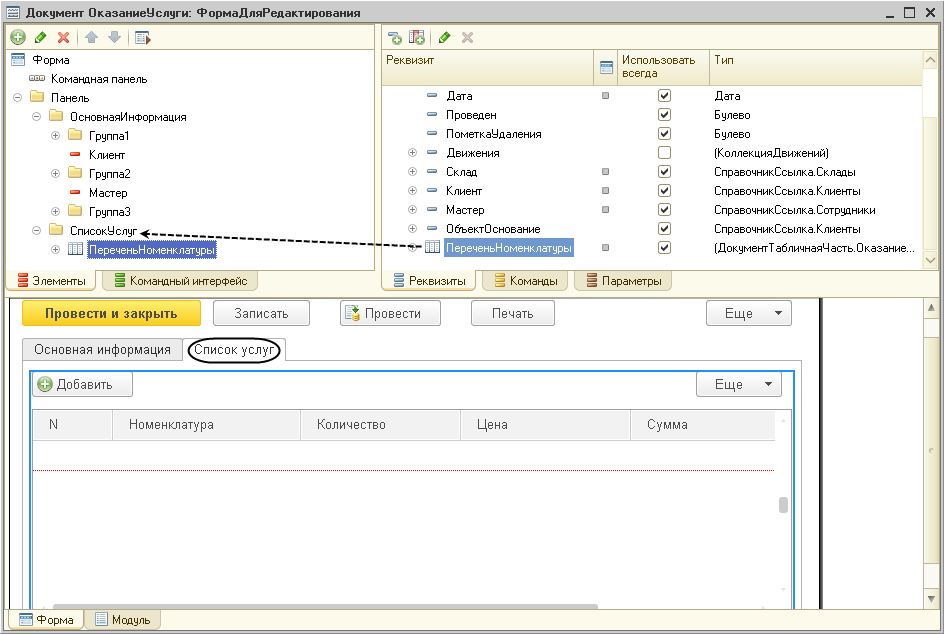 Документ ОказаниеУслуги: ФормаДляРедактирования
Форма
Командная панель
Панель
ОсновнаяИнформация
Группа1
Клиент
Группа2
Мастер
Группа3
СписокУслуг
ПереченьНоменклатуры
Элементы
Командный интерфейс
Реквизит
Использовать всегда
Тип
Дата
Дата
Проведен
Булево
ПометкаУдаления
Булево
Движения
(КоллекцияДвижений)
Склад
СправочникСсылка.Склады
Клиент
СправочникСсылка.Клиенты
Мастер
СправочникСсылка.Сотрудники
ОбъектОснование
СправочникСсылка.Клиенты
ПереченьНоменклатуры
(ДокументТабличнаяЧасть.Оказание...
Реквизиты
Команды
Параметры
Провести и закрыть
Записать
Провести
Печать
Еще
Основная информация
Список услуг
Добавить
Еще
N
Номенклатура
Количество
Цена
Сумма
Форма
Модуль